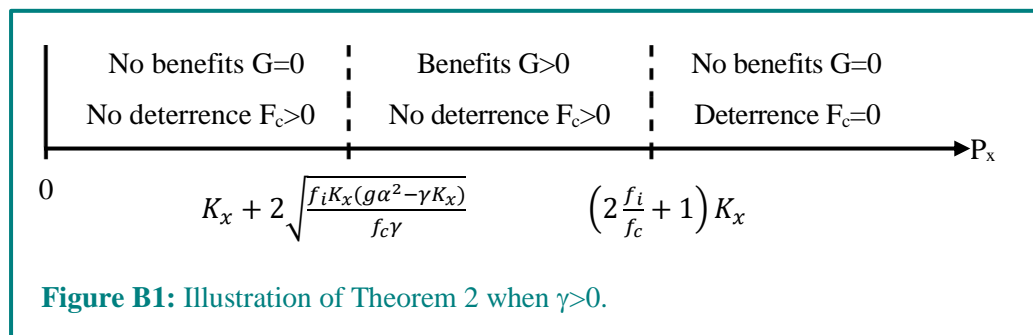 No benefits G=0 Benefits G>0 No benefits G=0
No deterrence F_c>0 No deterrence F_c>0 Deterrence F_c=0
P_x
0
K_x + 2√(f_i K_x(gα²−γK_x)/(f_c γ)) (2 f_i/f_c + 1) K_x
Figure B1: Illustration of Theorem 2 when γ>0.